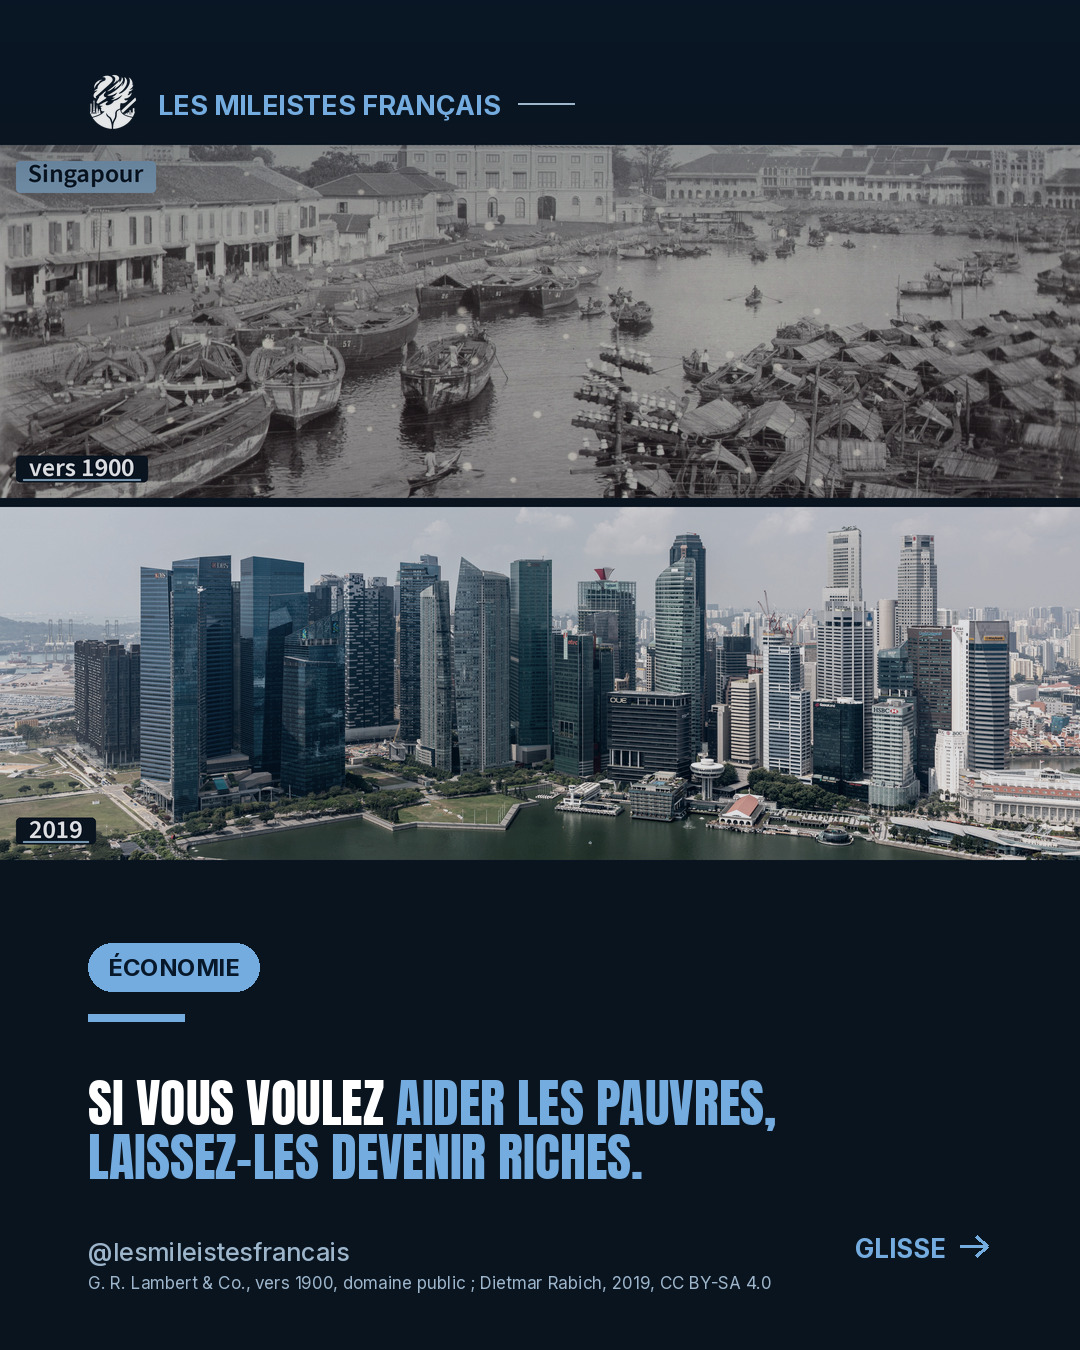 LES MILEISTES FRANÇAIS
Singapour
vers 1900
2019
ÉCONOMIE
SI VOUS VOULEZ AIDER LES PAUVRES,
LAISSEZ-LES DEVENIR RICHES.
@lesmileistesfrancais
GLISSE →
G. R. Lambert & Co., vers 1900, domaine public ; Dietmar Rabich, 2019, CC BY-SA 4.0